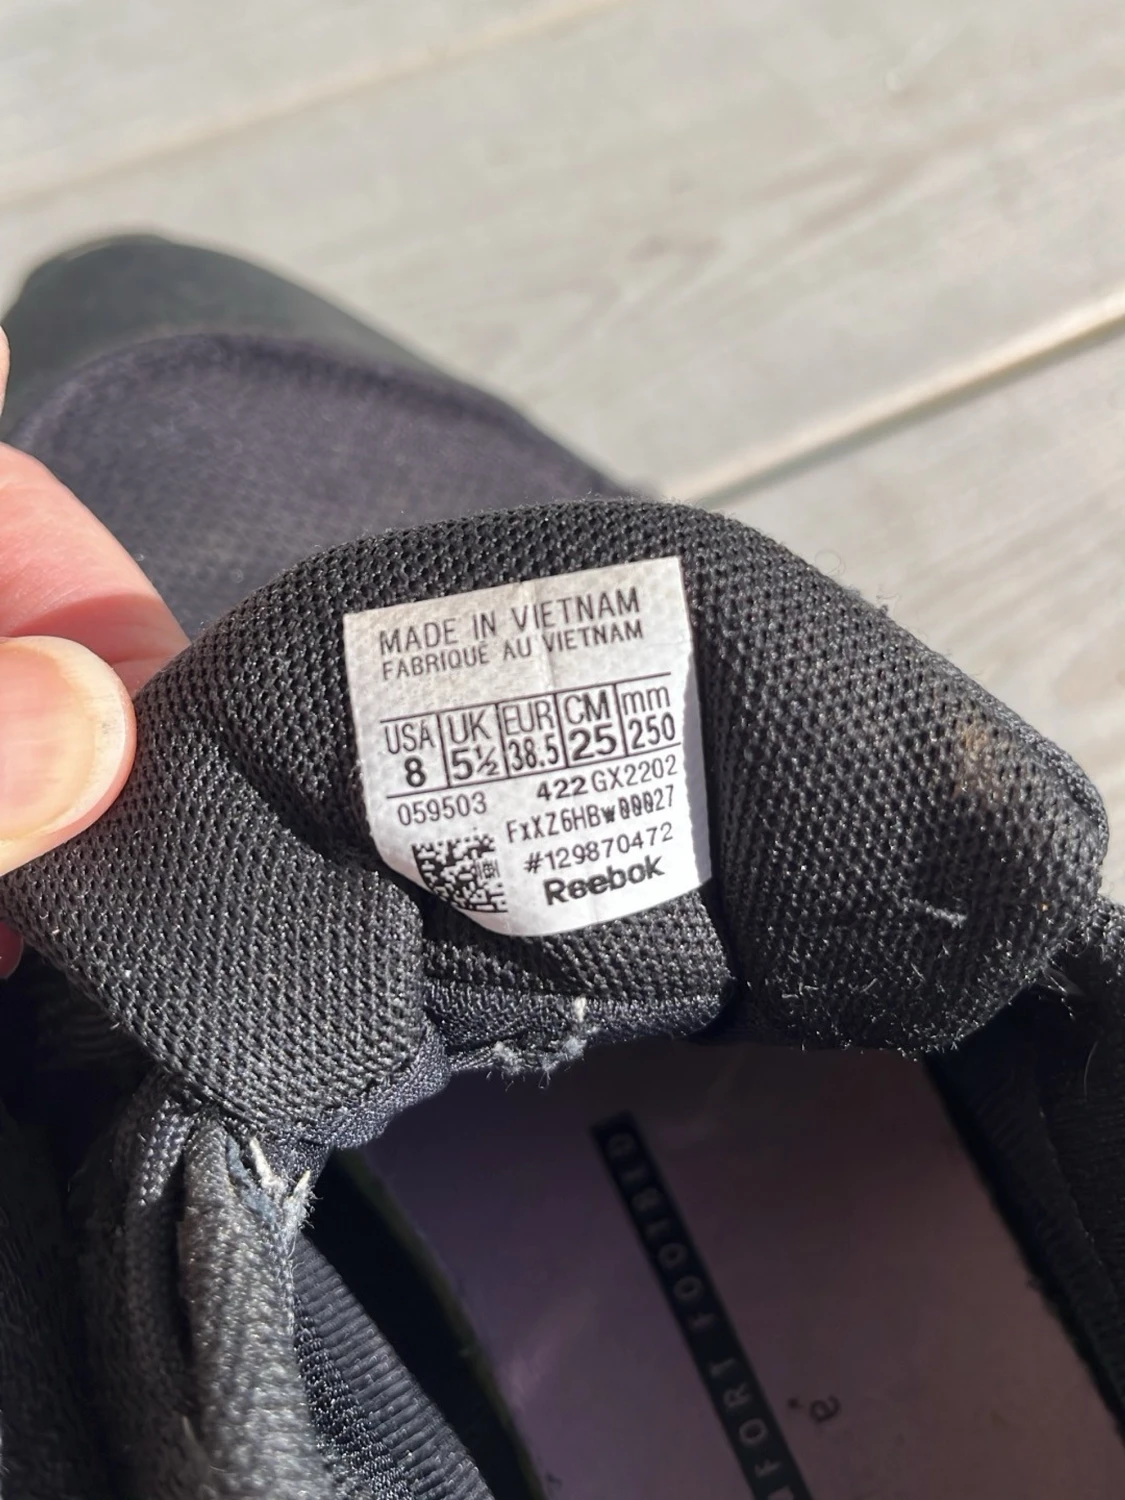 MADE IN VIETNAM
FABRIQUÉ AU VIETNAM
USA UK EUR CM mm
8 5½ 38.5 25 250
059503 422 GX2202
FxXZ6HBw00027
#129870472
Reebok